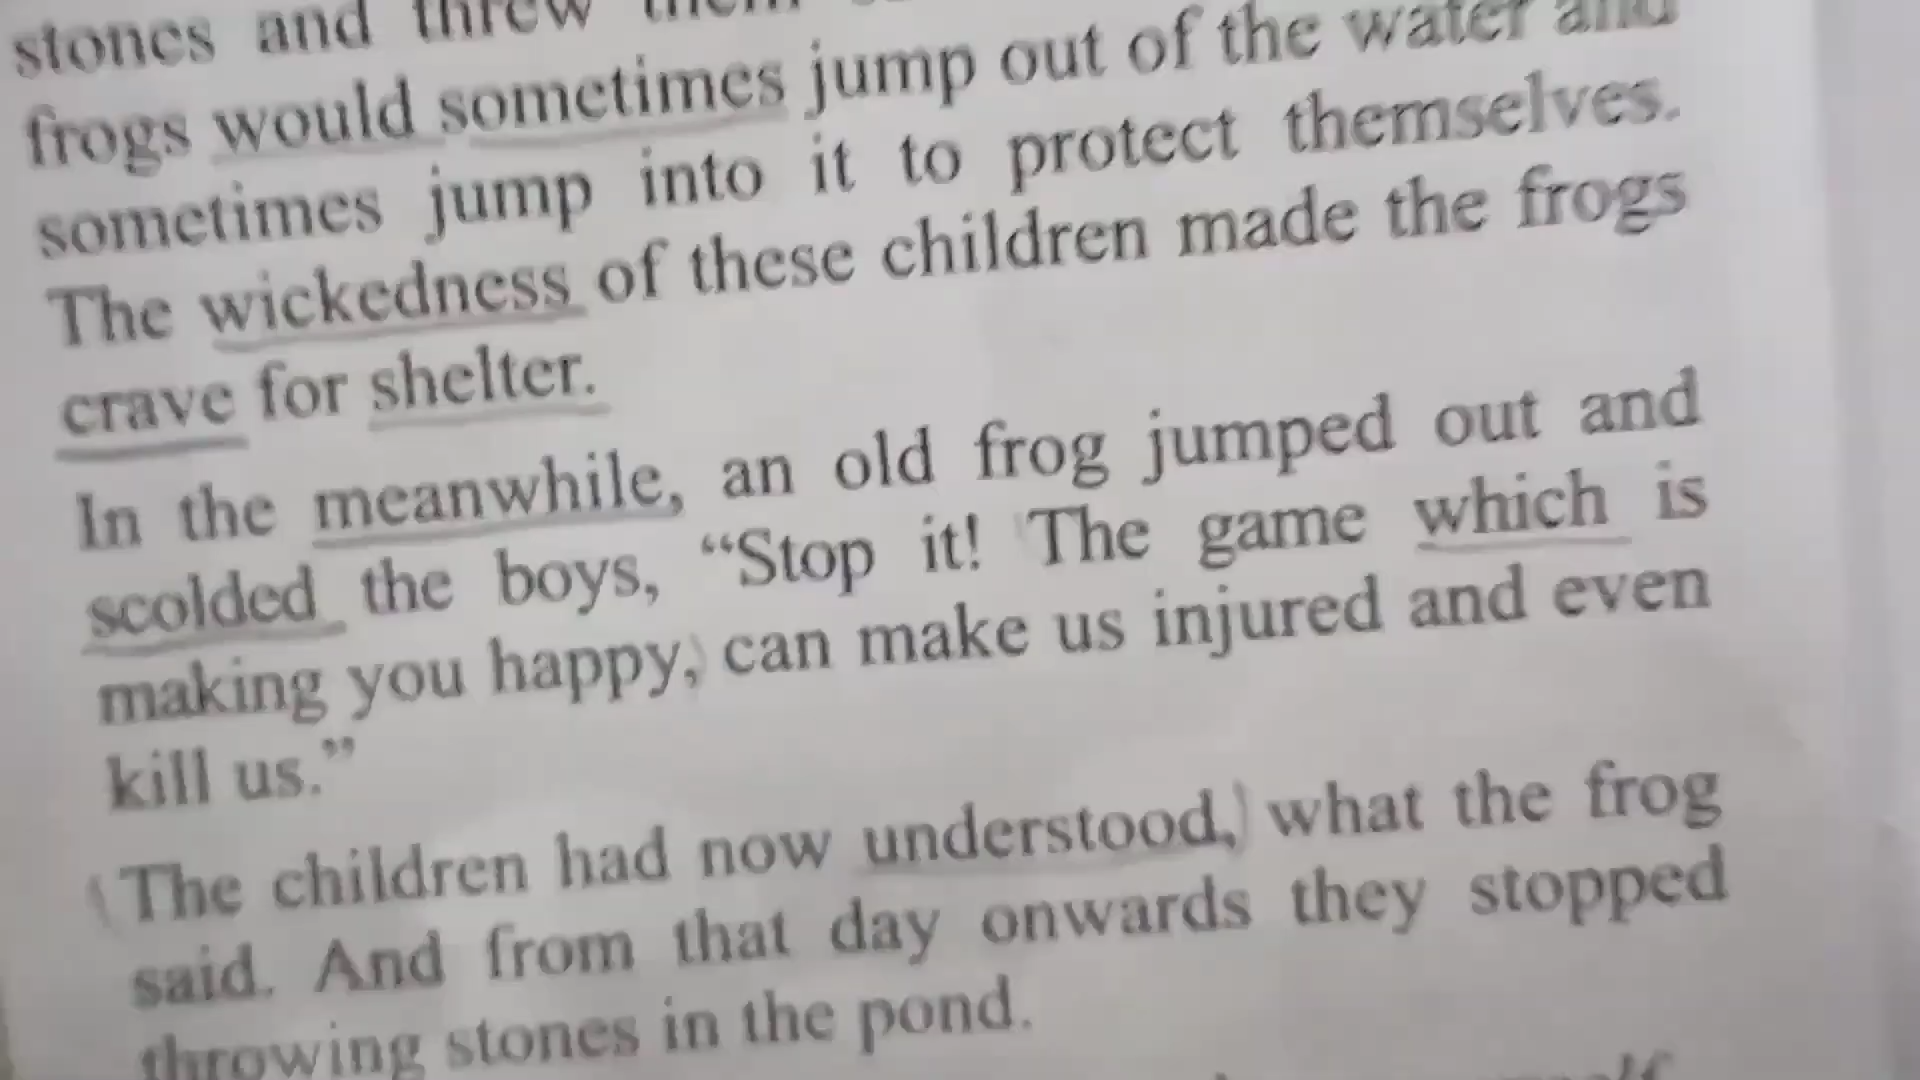 stones and threw them
frogs would sometimes jump out of the water and
sometimes jump into it to protect themselves.
The wickedness of these children made the frogs
crave for shelter.
In the meanwhile, an old frog jumped out and
scolded the boys, “Stop it! The game which is
making you happy, can make us injured and even
kill us.”
The children had now understood, what the frog
said. And from that day onwards they stopped
throwing stones in the pond.